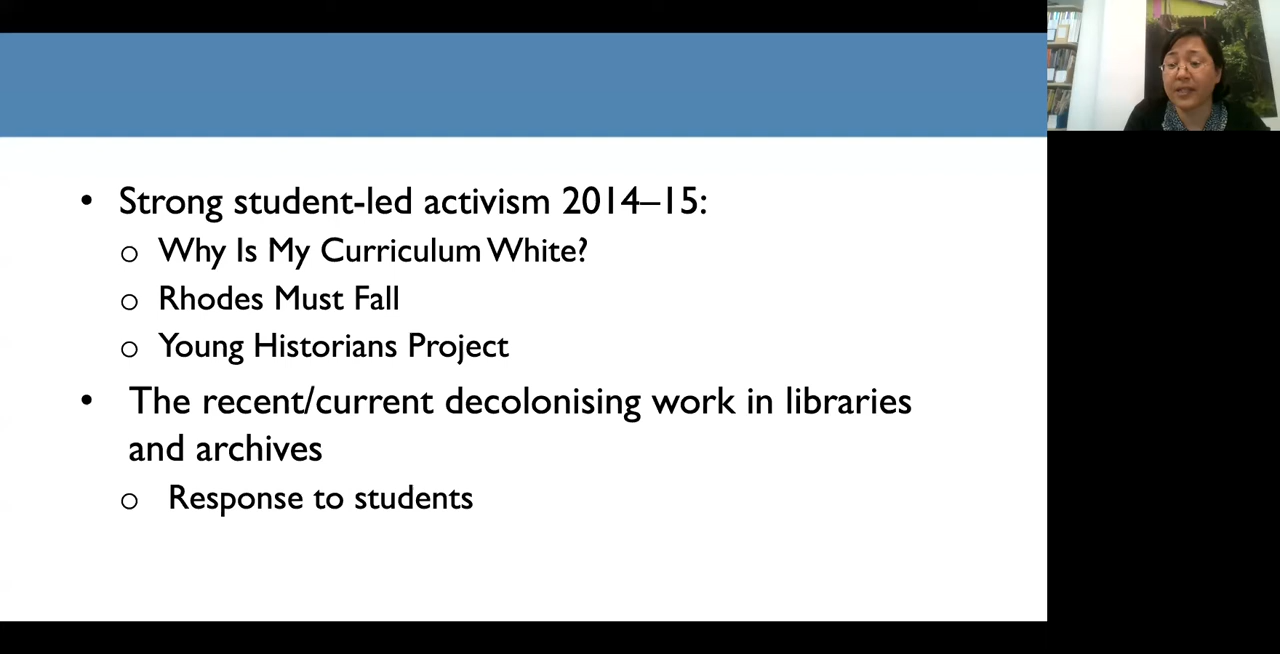 • Strong student-led activism 2014–15:
o Why Is My Curriculum White?
o Rhodes Must Fall
o Young Historians Project
• The recent/current decolonising work in libraries
and archives
o Response to students